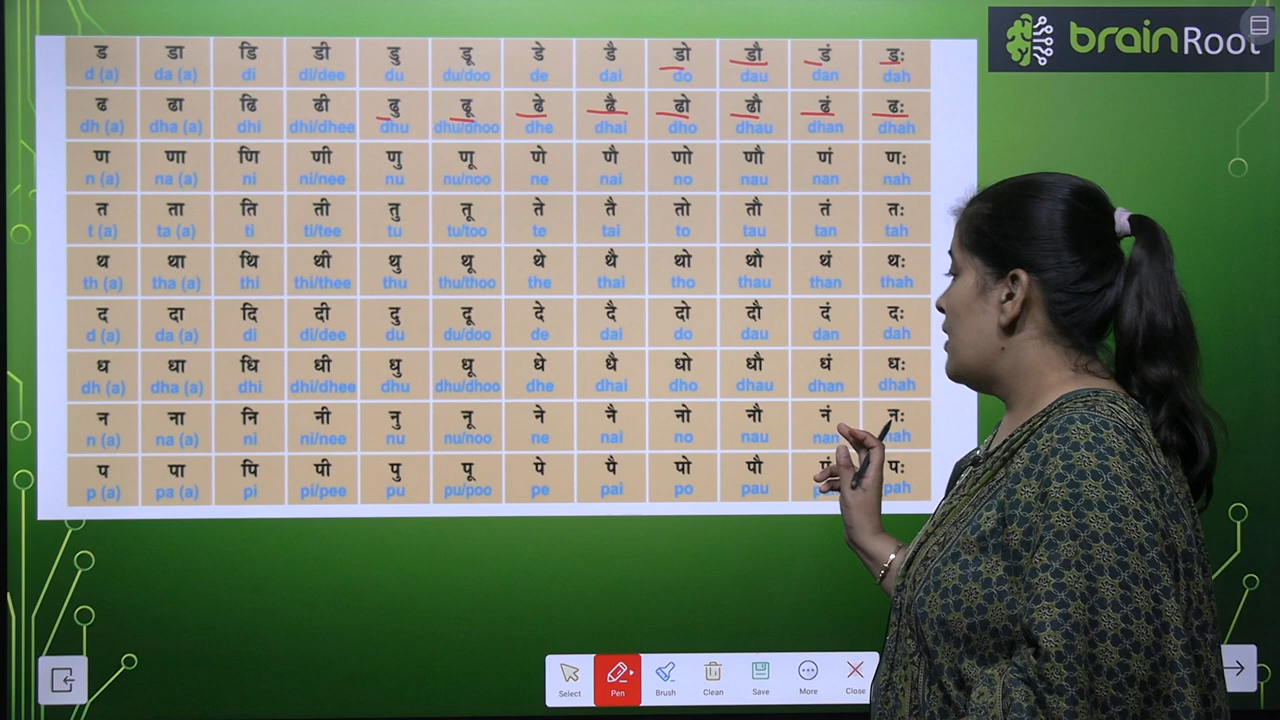 brainRoot
ड डा डि डी डु डू डे डै डो डौ डं डः
d (a) da (a) di di/dee du du/doo de dai do dau dan dah
ढ ढा ढि ढी ढु ढू ढे ढै ढो ढौ ढं ढः
dh (a) dha (a) dhi dhi/dhee dhu dhu/dhoo dhe dhai dho dhau dhan dhah
ण णा णि णी णु णू णे णै णो णौ णं णः
n (a) na (a) ni ni/nee nu nu/noo ne nai no nau nan nah
त ता ति ती तु तू ते तै तो तौ तं तः
t (a) ta (a) ti ti/tee tu tu/too te tai to tau tan tah
थ था थि थी थु थू थे थै थो थौ थं थः
th (a) tha (a) thi thi/thee thu thu/thoo the thai tho thau than thah
द दा दि दी दु दू दे दै दो दौ दं दः
d (a) da (a) di di/dee du du/doo de dai do dau dan dah
ध धा धि धी धु धू धे धै धो धौ धं धः
dh (a) dha (a) dhi dhi/dhee dhu dhu/dhoo dhe dhai dho dhau dhan dhah
न ना नि नी नु नू ने नै नो नौ नं नः
n (a) na (a) ni ni/nee nu nu/noo ne nai no nau nan nah
प पा पि पी पु पू पे पै पो पौ पं पः
p (a) pa (a) pi pi/pee pu pu/poo pe pai po pau pah
Select Pen Brush Clean Save More Close